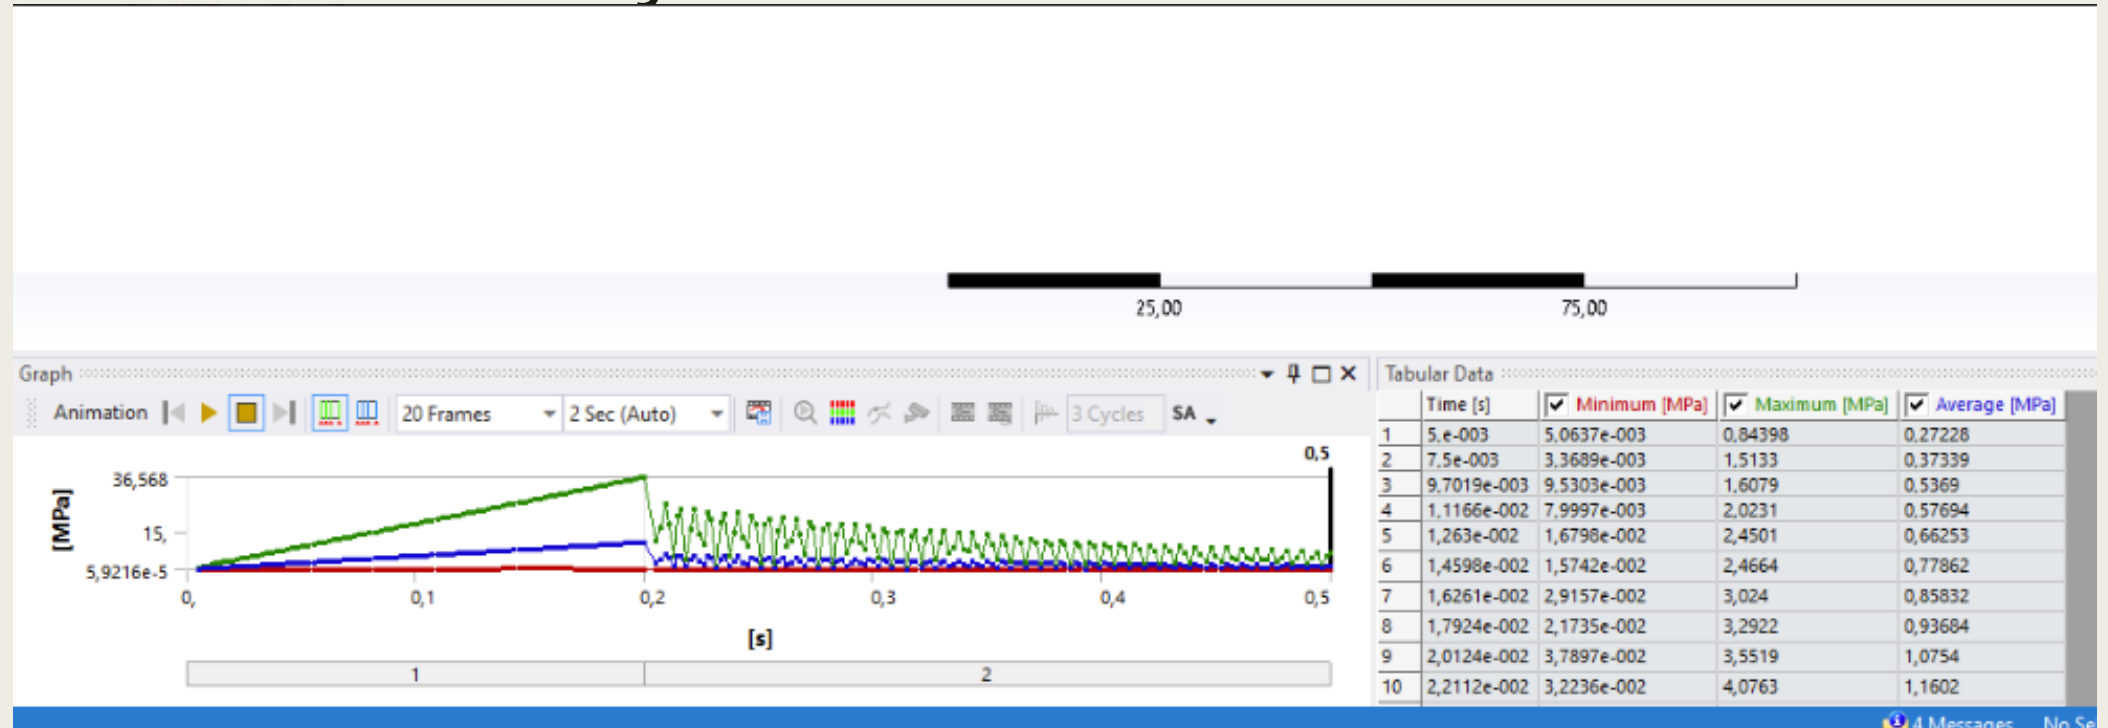 25,00 75,00
Graph
Animation 20 Frames 2 Sec (Auto) 3 Cycles SA
0,5
36,568
15,
5,9216e-5
[MPa]
0, 0,1 0,2 0,3 0,4 0,5
[s]
1 2
Tabular Data
Time [s] Minimum [MPa] Maximum [MPa] Average [MPa]
1 5,e-003 5,0637e-003 0,84398 0,27228
2 7,5e-003 3,3689e-003 1,5133 0,37339
3 9,7019e-003 9,5303e-003 1,6079 0,5369
4 1,1166e-002 7,9997e-003 2,0231 0,57694
5 1,263e-002 1,6798e-002 2,4501 0,66253
6 1,4598e-002 1,5742e-002 2,4664 0,77862
7 1,6261e-002 2,9157e-002 3,024 0,85832
8 1,7924e-002 2,1735e-002 3,2922 0,93684
9 2,0124e-002 3,7897e-002 3,5519 1,0754
10 2,2112e-002 3,2236e-002 4,0763 1,1602
4 Messages No Se